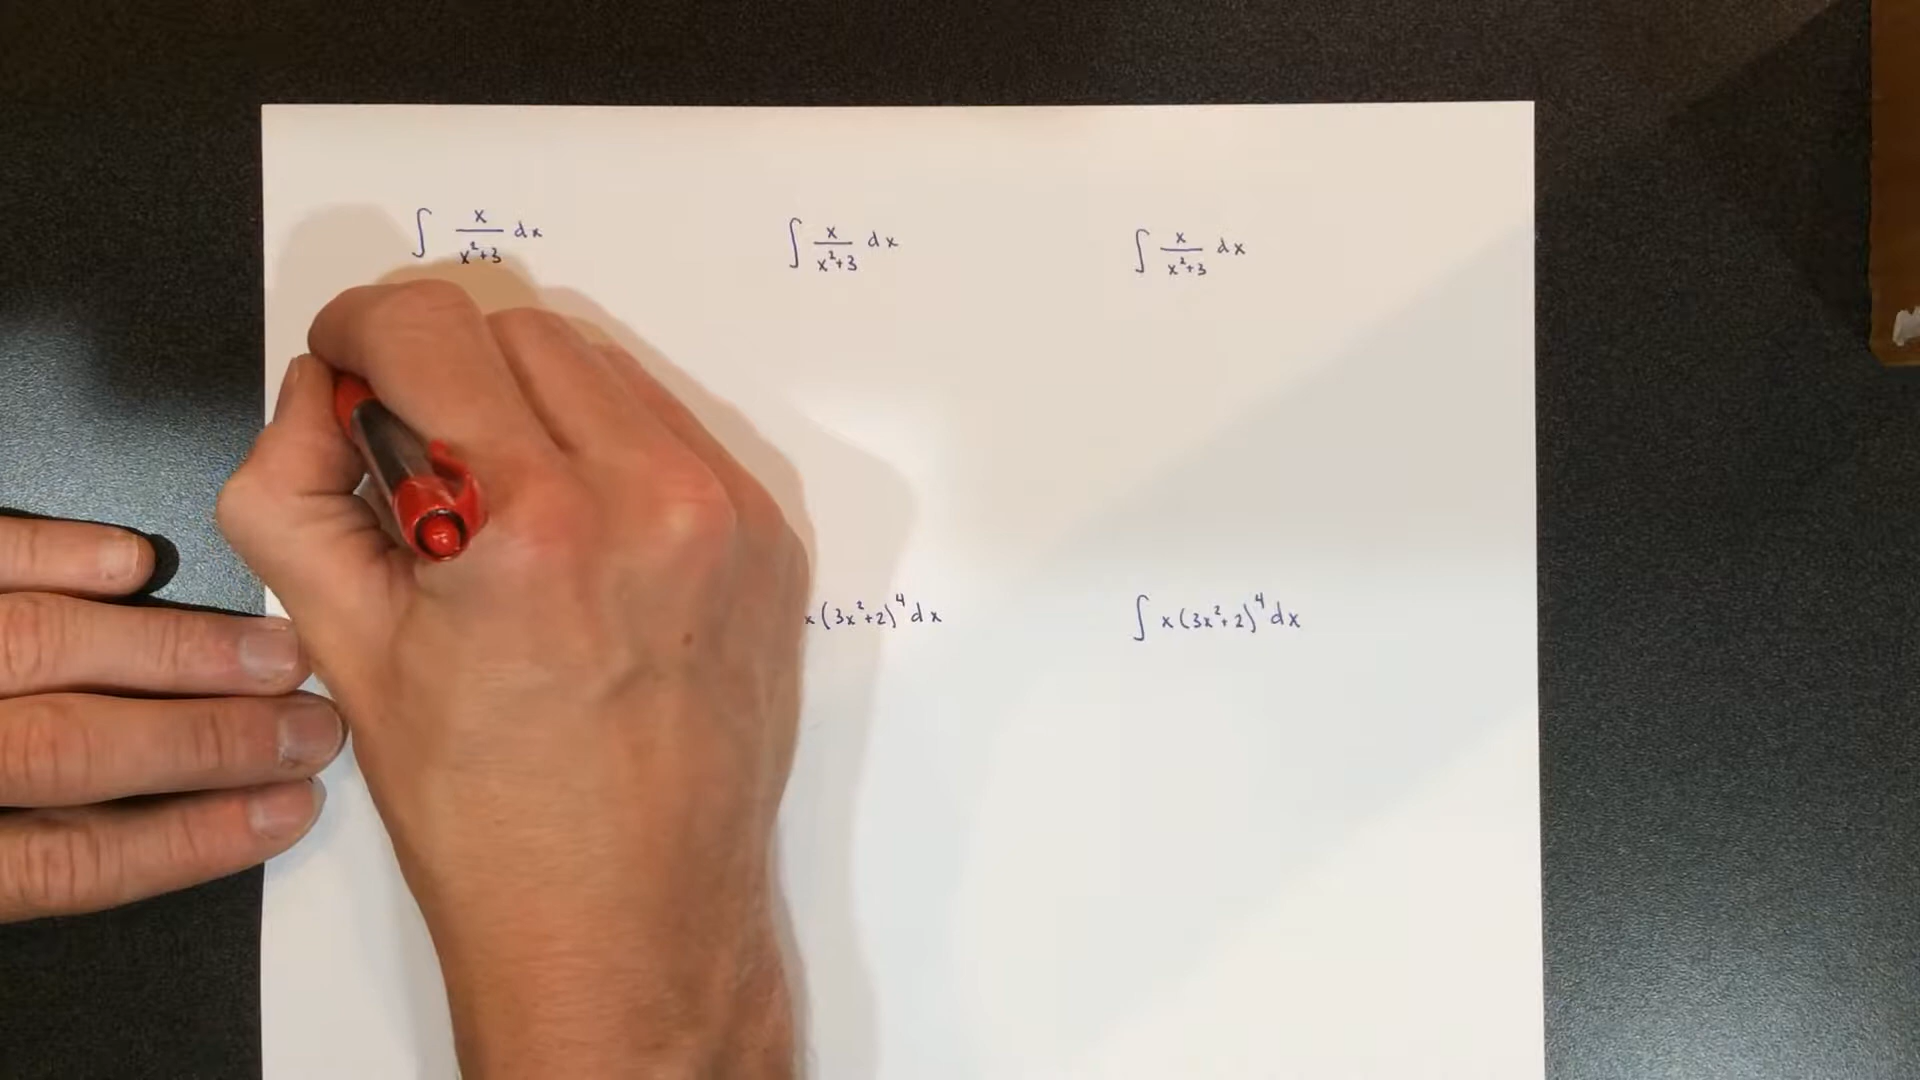 ∫ x/(x²+3) dx ∫ x/(x²+3) dx ∫ x/(x²+3) dx
x(3x²+2)⁴ dx ∫ x(3x²+2)⁴ dx